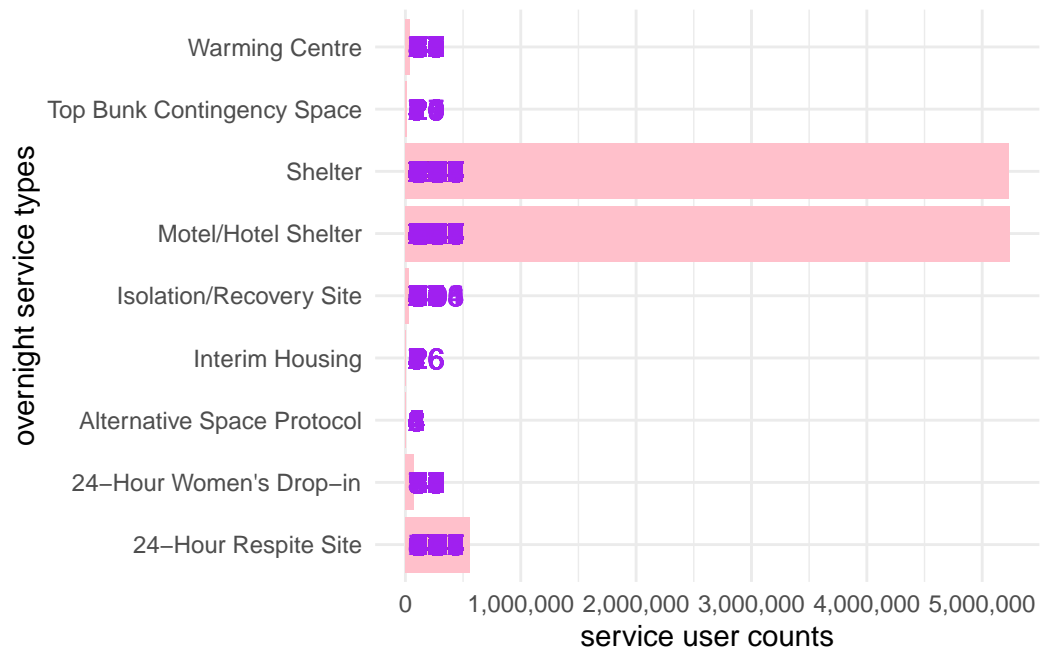 Warming Centre
Top Bunk Contingency Space
Shelter
Motel/Hotel Shelter
Isolation/Recovery Site
Interim Housing
Alternative Space Protocol
24−Hour Women's Drop−in
24−Hour Respite Site
overnight service types
0 1,000,000 2,000,000 3,000,000 4,000,000 5,000,000
service user counts